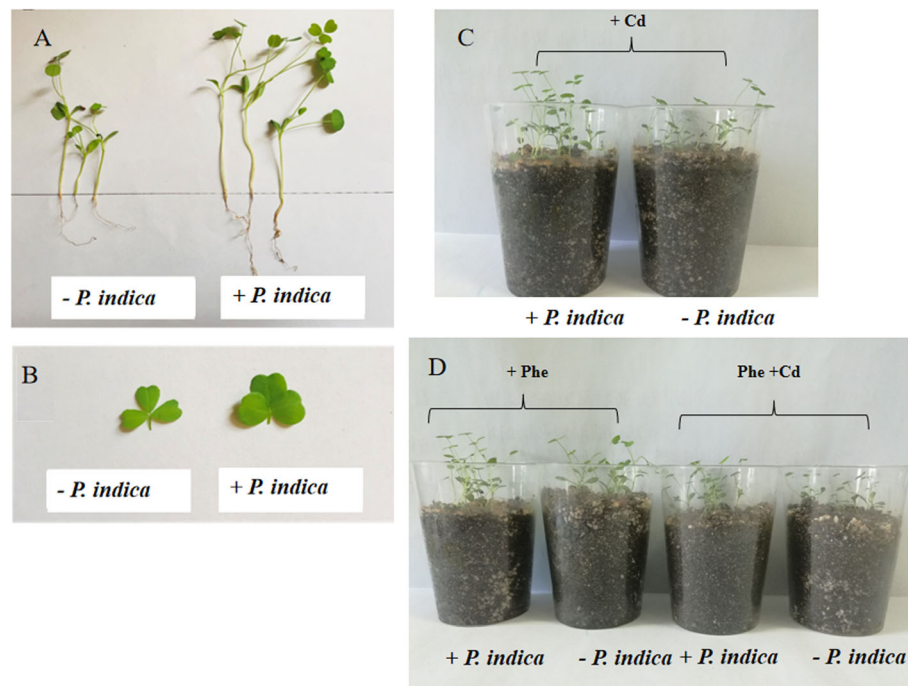 A
- P. indica
+ P. indica
B
- P. indica
+ P. indica
C
+ Cd
+ P. indica
- P. indica
D
+ Phe
Phe +Cd
+ P. indica
- P. indica
+ P. indica
- P. indica